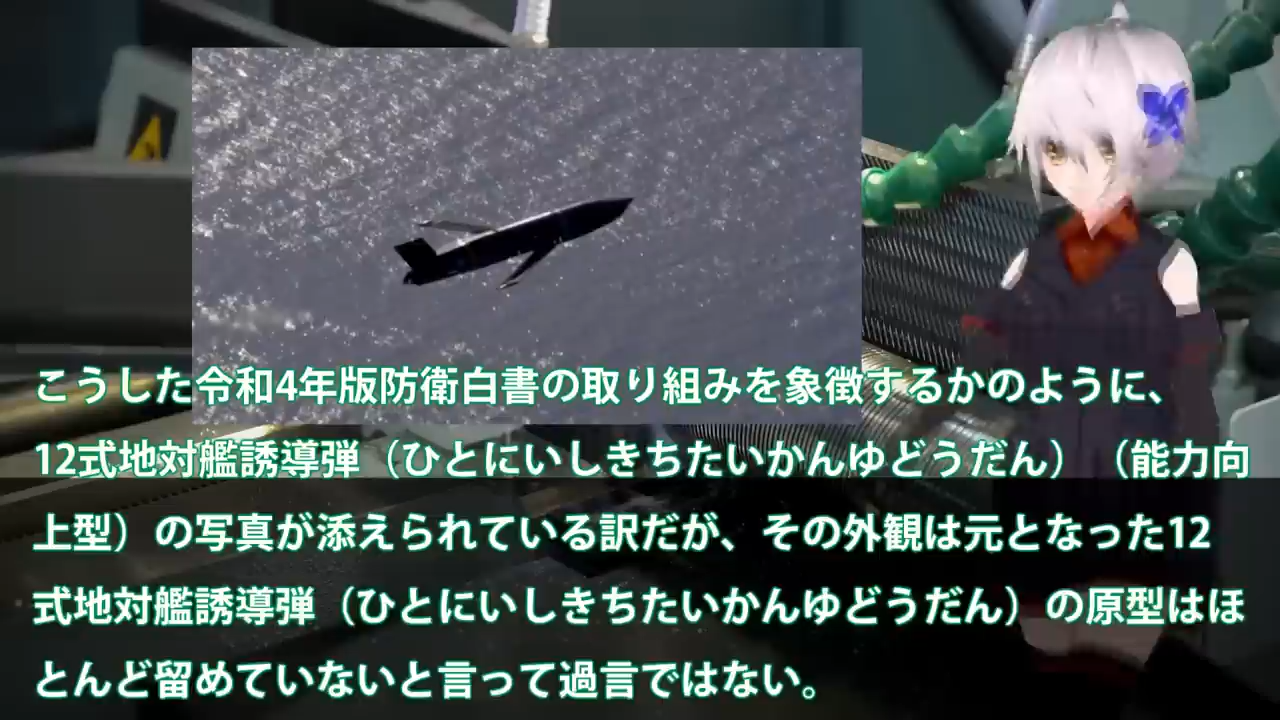 こうした令和4年版防衛白書の取り組みを象徴するかのように、
12式地対艦誘導弾（ひとにいしきちたいかんゆどうだん）（能力向
上型）の写真が添えられている訳だが、その外観は元となった12
式地対艦誘導弾（ひとにいしきちたいかんゆどうだん）の原型はほ
とんど留めていないと言って過言ではない。